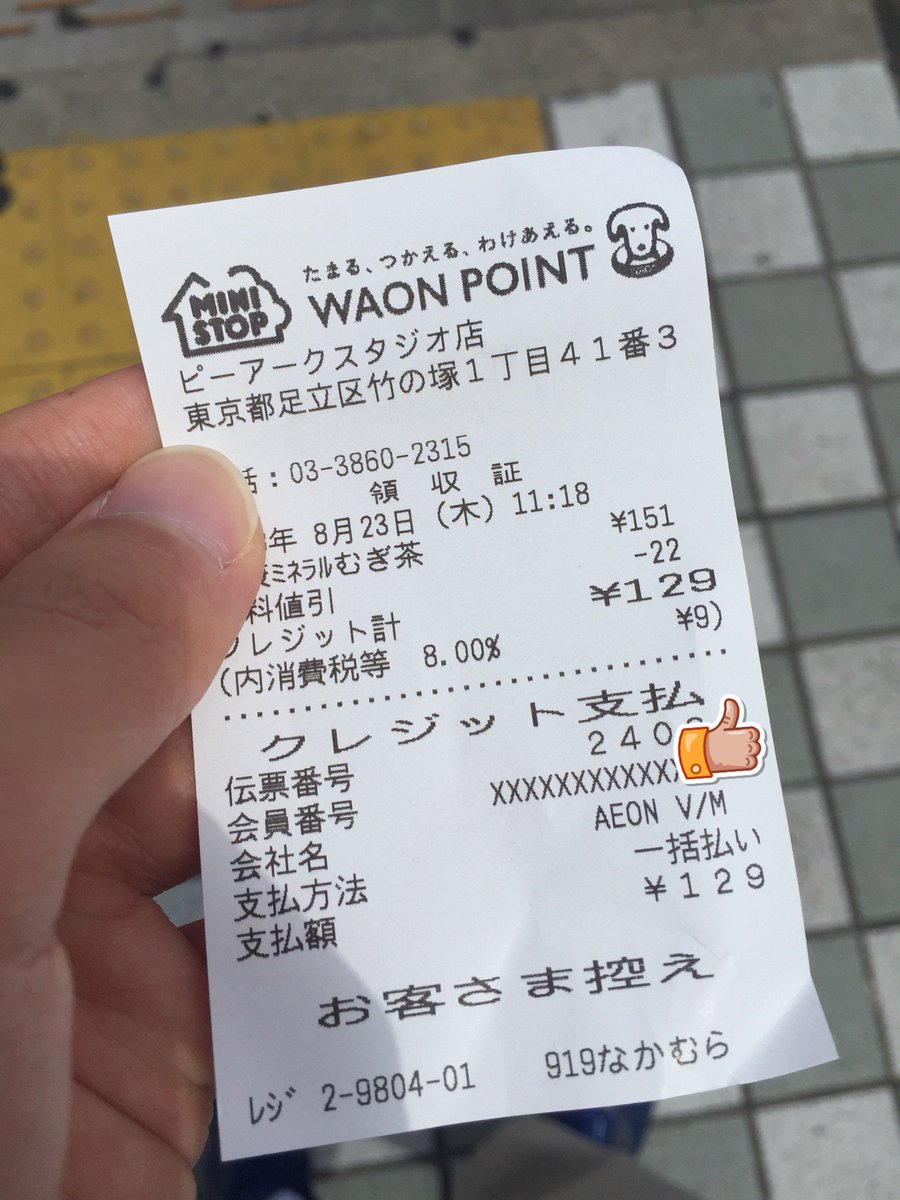 たまる、つかえる、わけあえる。
MINI STOP
WAON POINT
ピーアークスタジオ店
東京都足立区竹の塚1丁目41番3
話：03-3860-2315
領 収 証
年 8月23日（木）11:18
ミネラルむぎ茶 ¥151
料値引 -22
クレジット計 ¥129
(内消費税等 8.00% ¥9)
クレジット支払
伝票番号 240
会員番号 XXXXXXXXXXXX
会社名 AEON V/M
支払方法 一括払い
支払額 ¥129
お客さま控え
レジ 2-9804-01 919なかむら